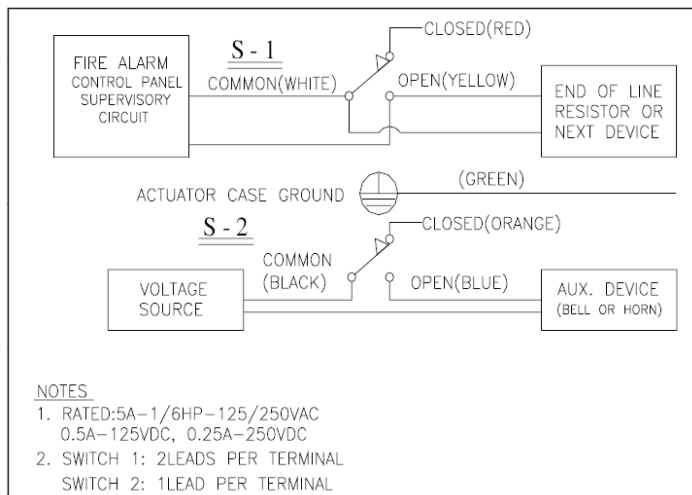 CLOSED(RED)
S-1
FIRE ALARM
CONTROL PANEL
SUPERVISORY
CIRCUIT
COMMON(WHITE)
OPEN(YELLOW)
END OF LINE
RESISTOR OR
NEXT DEVICE
ACTUATOR CASE GROUND
(GREEN)
S-2
CLOSED(ORANGE)
COMMON
(BLACK)
OPEN(BLUE)
VOLTAGE
SOURCE
AUX. DEVICE
(BELL OR HORN)
NOTES
1. RATED:5A-1/6HP-125/250VAC
0.5A-125VDC, 0.25A-250VDC
2. SWITCH 1: 2LEADS PER TERMINAL
SWITCH 2: 1LEAD PER TERMINAL